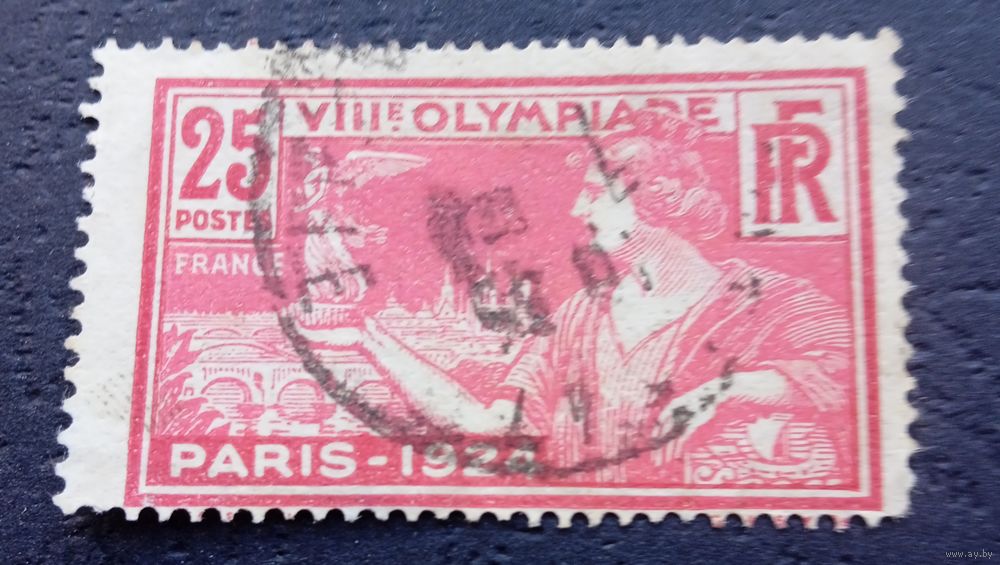 25
POSTES
FRANCE
VIIIE. OLYMPIADE
RF
PARIS-1924
www.ay.by